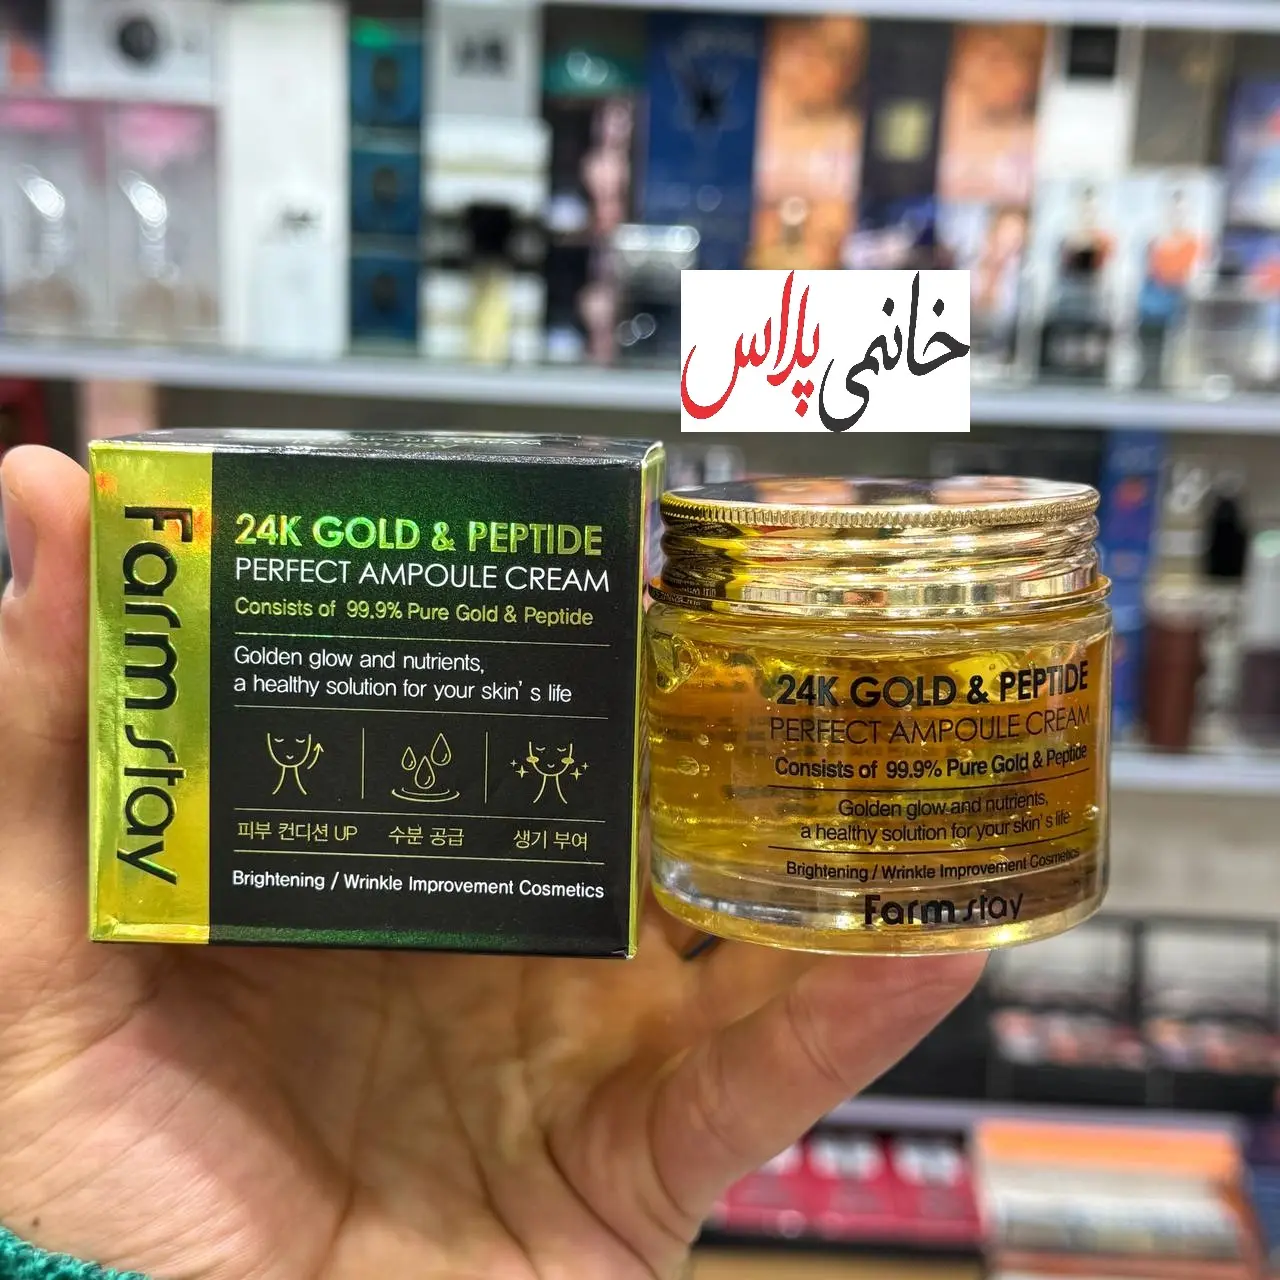 خانمی پلاس
Farm stay
24K GOLD & PEPTIDE
PERFECT AMPOULE CREAM
Consists of 99.9% Pure Gold & Peptide
Golden glow and nutrients,
a healthy solution for your skin's life
피부 컨디션 UP
수분 공급
생기 부여
Brightening / Wrinkle Improvement Cosmetics
24K GOLD & PEPTIDE
PERFECT AMPOULE CREAM
Consists of 99.9% Pure Gold & Peptide
Golden glow and nutrients,
a healthy solution for your skin's life
Brightening / Wrinkle Improvement Cosmetics
Farm stay